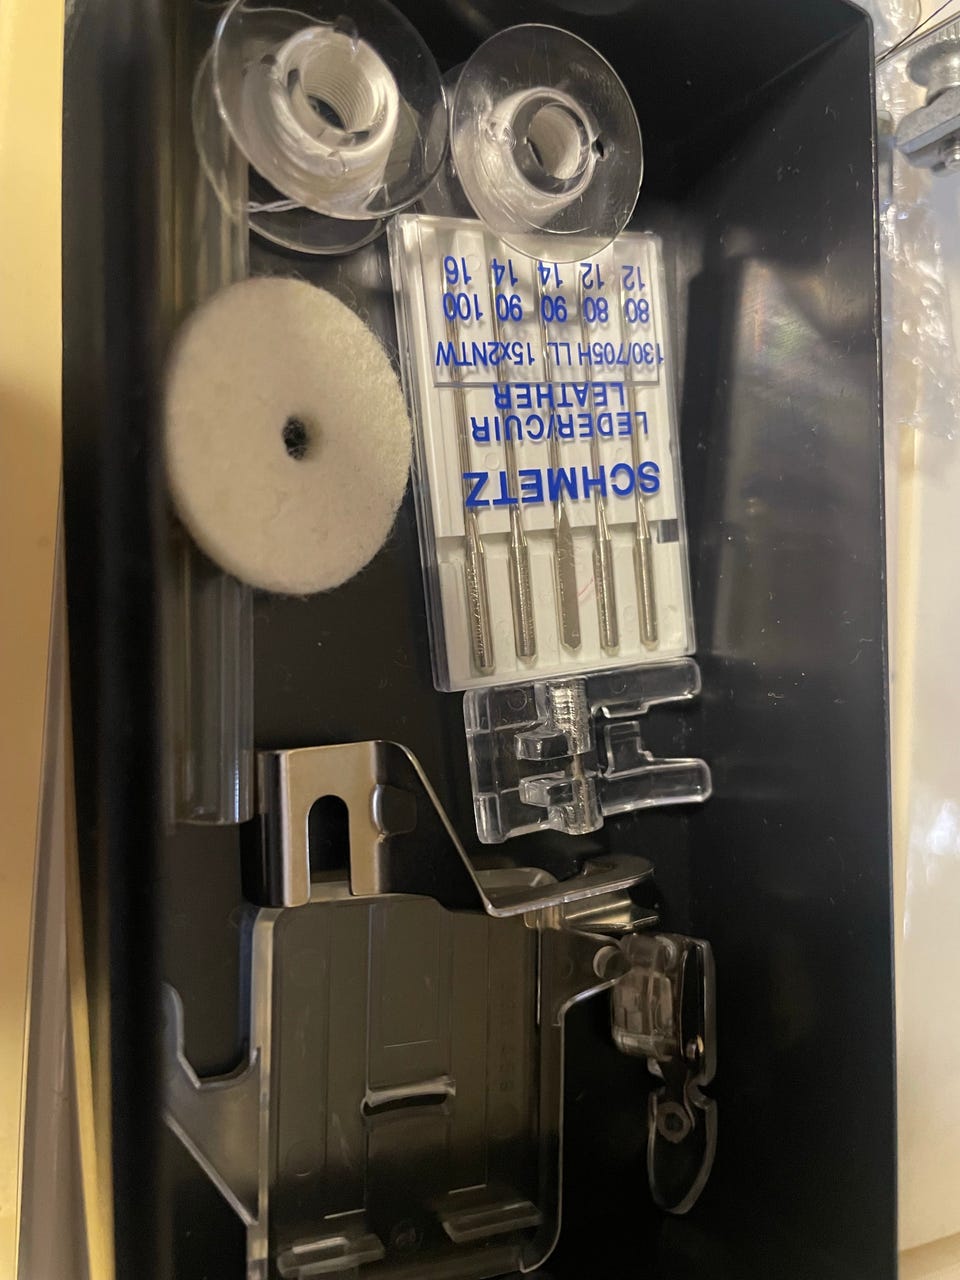 SCHMETZ
LEDER/CUIR
LEATHER
130/705H LL 15x2NTW
80 80 90 90 100
12 12 14 14 16